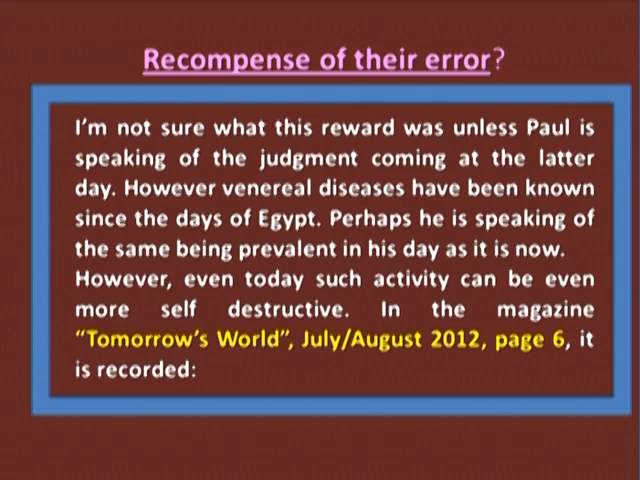 Recompense of their error?
I'm not sure what this reward was unless Paul is
speaking of the judgment coming at the latter
day. However venereal diseases have been known
since the days of Egypt. Perhaps he is speaking of
the same being prevalent in his day as it is now.
However, even today such activity can be even
more self destructive. In the magazine
"Tomorrow's World", July/August 2012, page 6, it
is recorded: